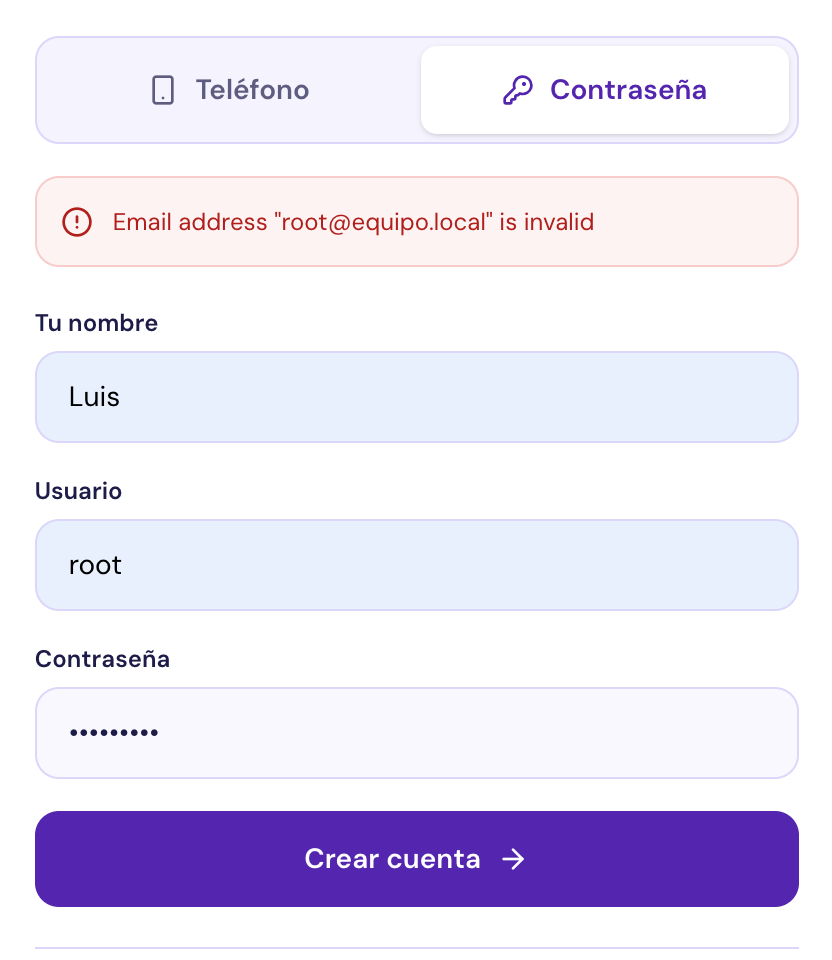 Teléfono
Contraseña
Email address "root@equipo.local" is invalid
Tu nombre
Luis
Usuario
root
Contraseña
•••••••••
Crear cuenta →